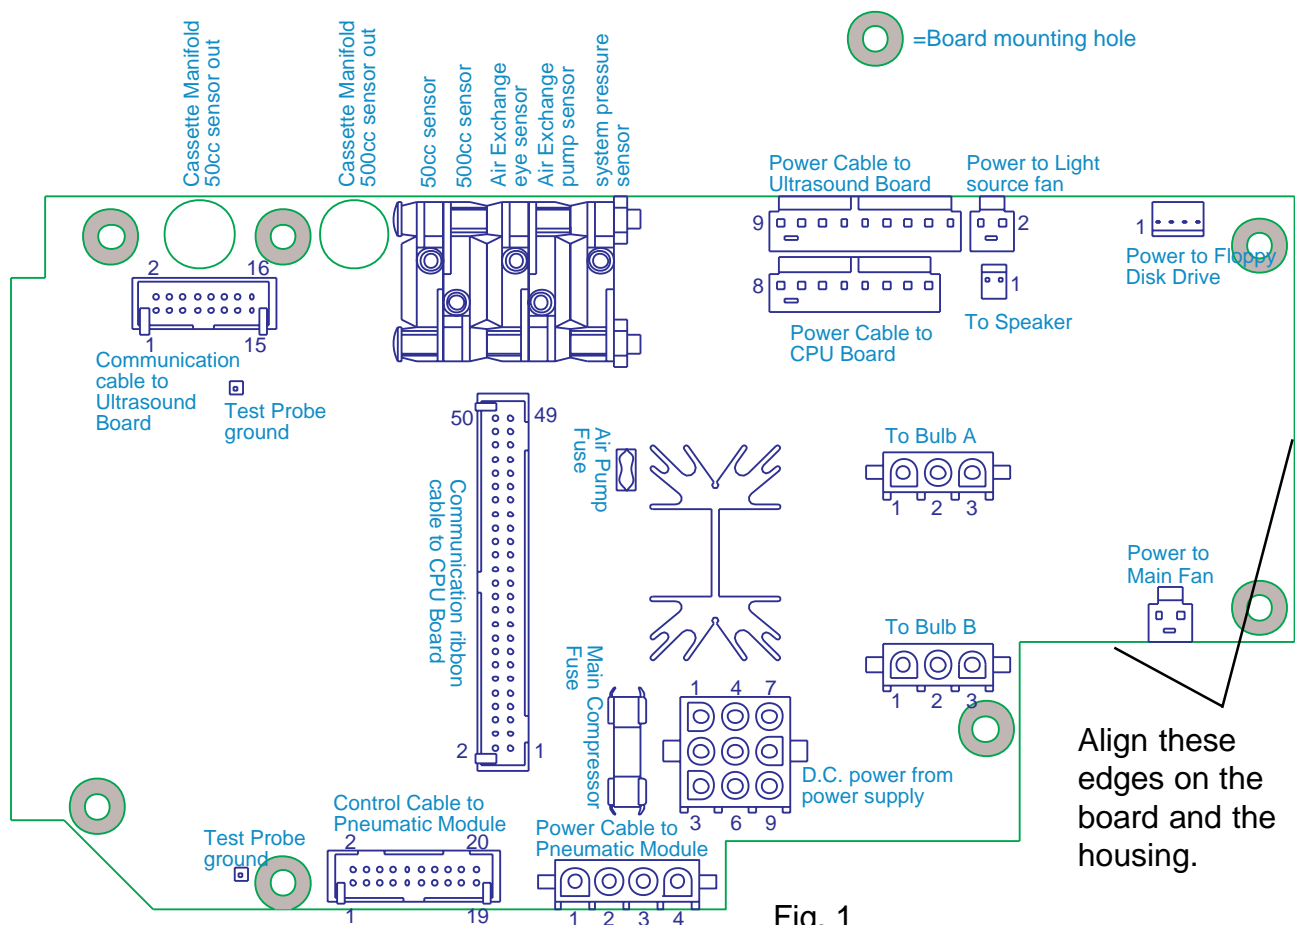 =Board mounting hole
Cassette Manifold
50cc sensor out
Cassette Manifold
500cc sensor out
50cc sensor
500cc sensor
Air Exchange
eye sensor
Air Exchange
pump sensor
system pressure
sensor
Power Cable to
Ultrasound Board
9
Power to Light
source fan
2
1
Power to Floppy
Disk Drive
2
16
1
15
Communication
cable to
Ultrasound
Board
8
Power Cable to
CPU Board
1
To Speaker
Test Probe
ground
50
49
Communication ribbon
cable to CPU Board
2
1
Air Pump
Fuse
To Bulb A
1
2
3
Power to
Main Fan
To Bulb B
1
2
3
Main Compressor
Fuse
1
4
7
3
6
9
D.C. power from
power supply
Align these
edges on the
board and the
housing.
Control Cable to
Pneumatic Module
2
20
1
19
Test Probe
ground
Power Cable to
Pneumatic Module
1
2
3
4
Fig. 1